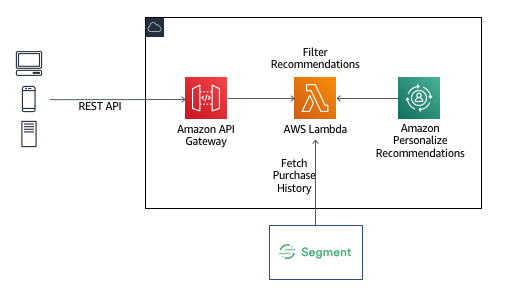 Filter
Recommendations
REST API
Amazon API
Gateway
AWS Lambda
Amazon
Personalize
Recommendations
Fetch
Purchase
History
Segment